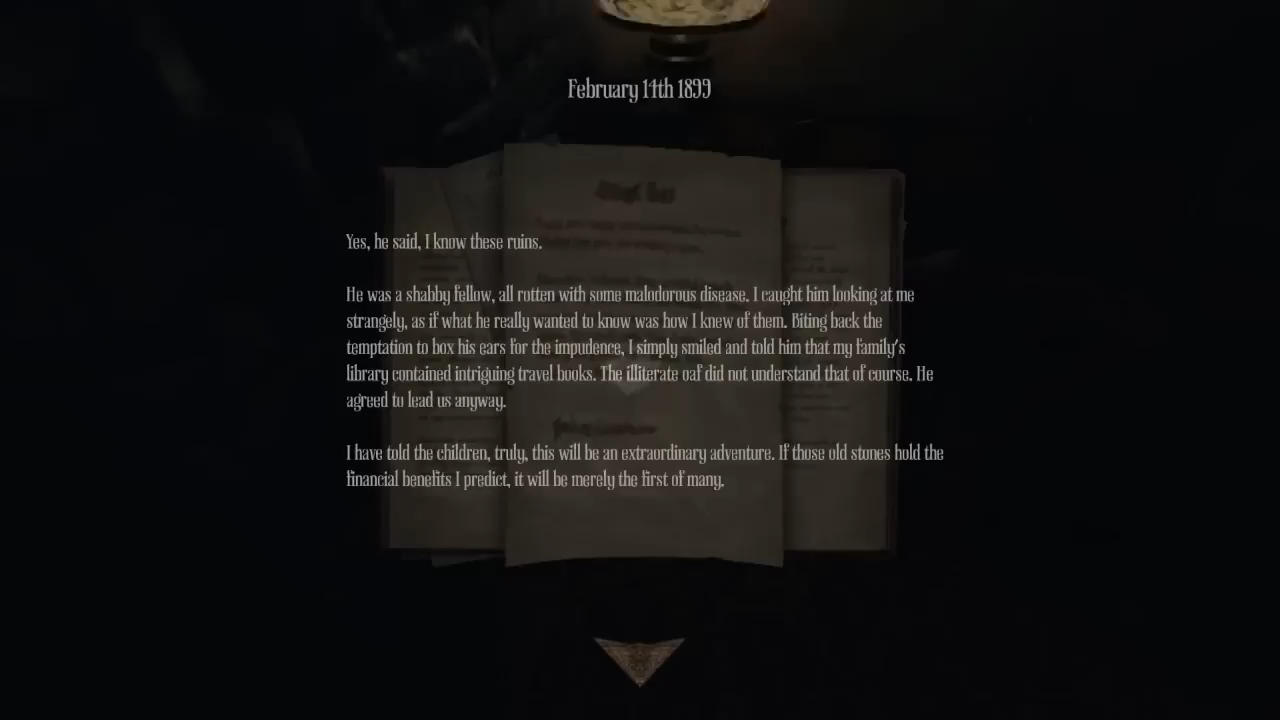 February 14th 1899
Yes, he said, I know these ruins.
He was a shabby fellow, all rotten with some malodorous disease. I caught him looking at me
strangely, as if what he really wanted to know was how I knew of them. Biting back the
temptation to box his ears for the impudence, I simply smiled and told him that my family's
library contained intriguing travel books. The illiterate oaf did not understand that of course. He
agreed to lead us anyway.
I have told the children, truly, this will be an extraordinary adventure. If those old stones hold the
financial benefits I predict, it will be merely the first of many.